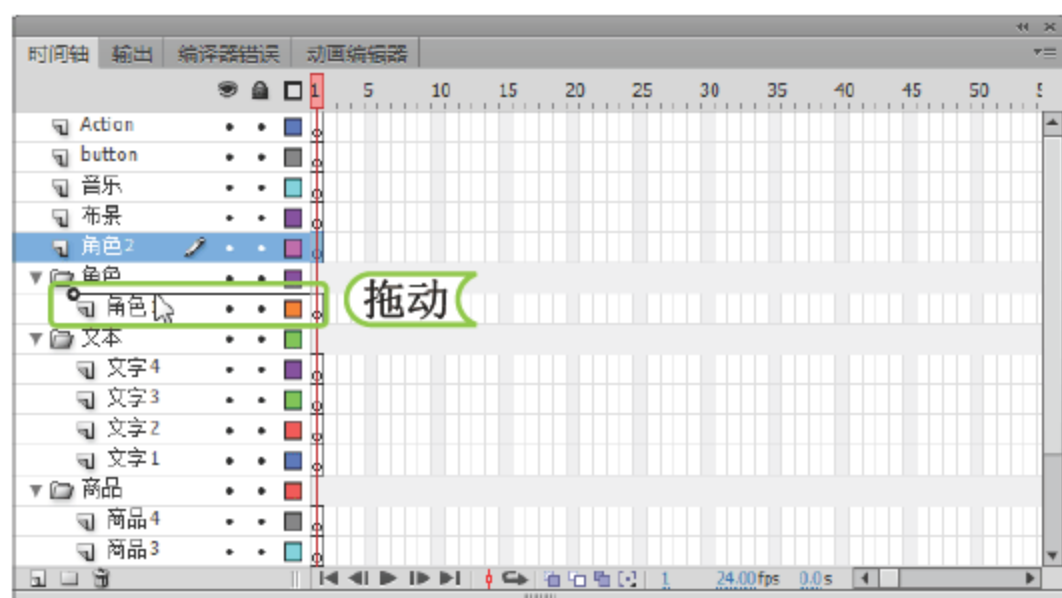 时间轴 输出 编译器错误 动画编辑器
1 5 10 15 20 25 30 35 40 45 50
Action
button
音乐
布景
角色2
角色
角色
拖动
文本
文字4
文字3
文字2
文字1
商品
商品4
商品3
1 24.00fps 0.0s